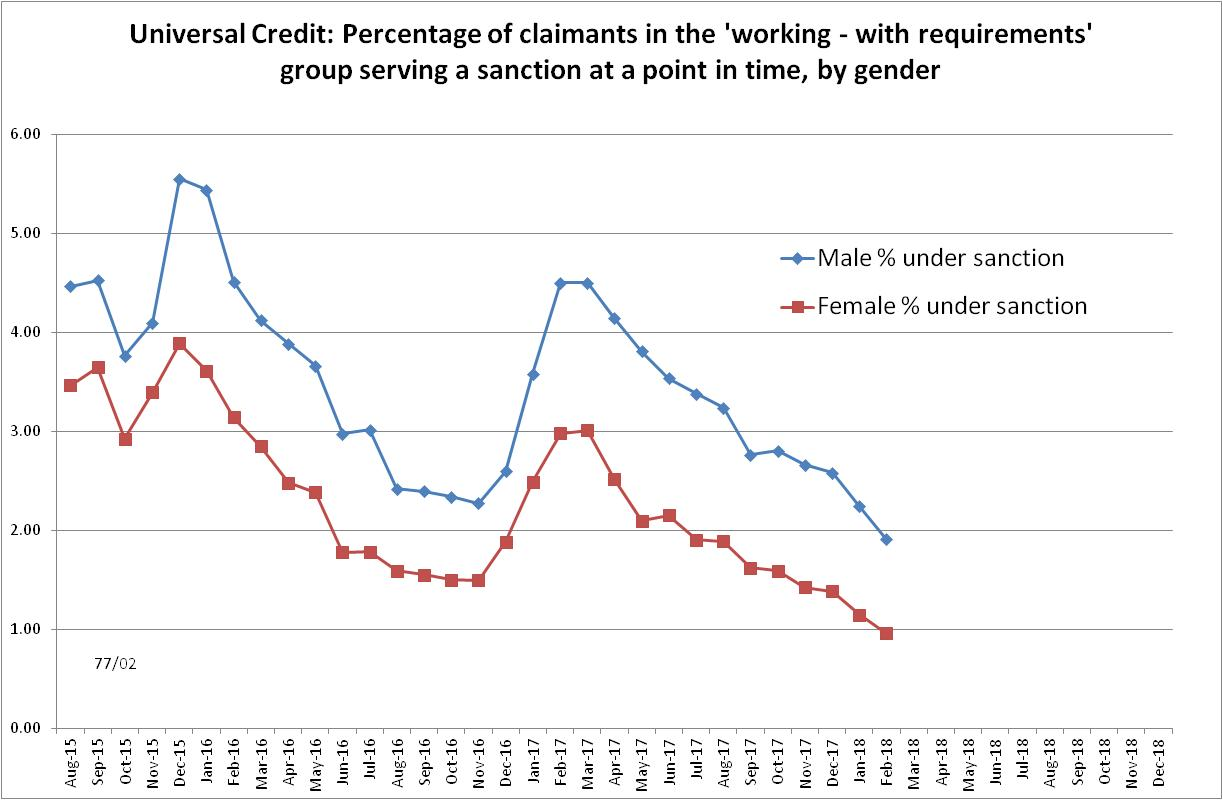 Universal Credit: Percentage of claimants in the 'working - with requirements'
group serving a sanction at a point in time, by gender
6.00
5.00
4.00
3.00
2.00
1.00
0.00
Male % under sanction
Female % under sanction
77/02
Aug-15
Sep-15
Oct-15
Nov-15
Dec-15
Jan-16
Feb-16
Mar-16
Apr-16
May-16
Jun-16
Jul-16
Aug-16
Sep-16
Oct-16
Nov-16
Dec-16
Jan-17
Feb-17
Mar-17
Apr-17
May-17
Jun-17
Jul-17
Aug-17
Sep-17
Oct-17
Nov-17
Dec-17
Jan-18
Feb-18
Mar-18
Apr-18
May-18
Jun-18
Jul-18
Aug-18
Sep-18
Oct-18
Nov-18
Dec-18